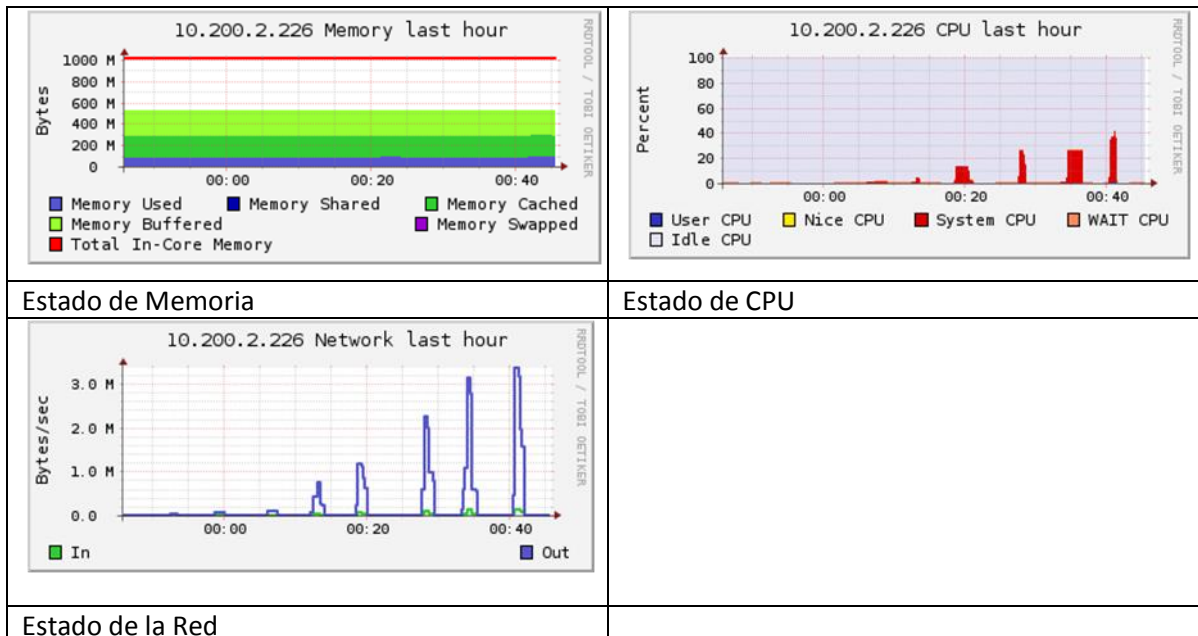 10.200.2.226 Memory last hour
RRDTOOL / TOBI OETIKER
Bytes
1000 M
800 M
600 M
400 M
200 M
0
00:00 00:20 00:40
Memory Used Memory Shared Memory Cached
Memory Buffered Memory Swapped
Total In-Core Memory
Estado de Memoria
10.200.2.226 CPU last hour
RRDTOOL / TOBI OETIKER
Percent
100
80
60
40
20
0
00:00 00:20 00:40
User CPU Nice CPU System CPU WAIT CPU
Idle CPU
Estado de CPU
10.200.2.226 Network last hour
RRDTOOL / TOBI OETIKER
Bytes/sec
3.0 M
2.0 M
1.0 M
0.0
00:00 00:20 00:40
In Out
Estado de la Red